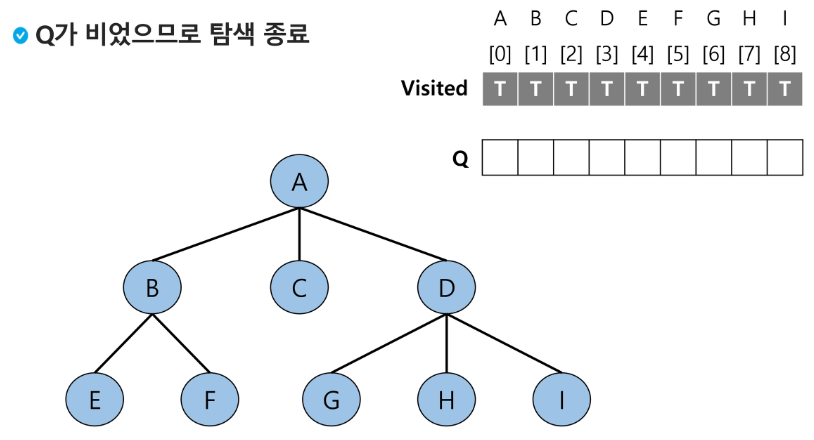 Q가 비었으므로 탐색 종료
A B C D E F G H I
[0] [1] [2] [3] [4] [5] [6] [7] [8]
Visited T T T T T T T T T
Q
A
B C D
E F G H I